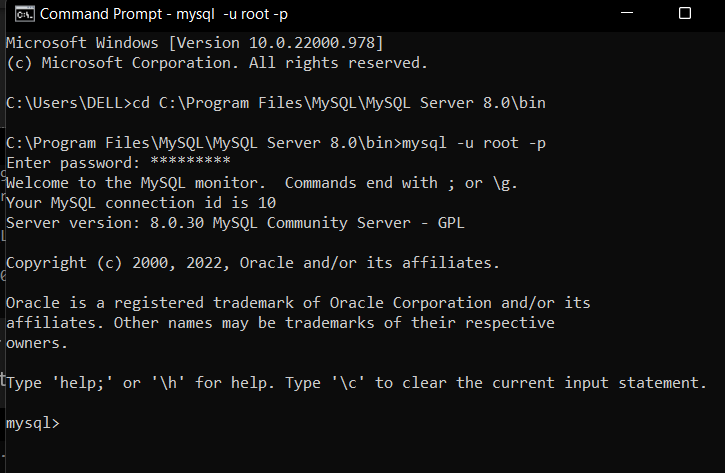 Command Prompt - mysql -u root -p
Microsoft Windows [Version 10.0.22000.978]
(c) Microsoft Corporation. All rights reserved.
C:\Users\DELL>cd C:\Program Files\MySQL\MySQL Server 8.0\bin
C:\Program Files\MySQL\MySQL Server 8.0\bin>mysql -u root -p
Enter password: *********
Welcome to the MySQL monitor.  Commands end with ; or \g.
Your MySQL connection id is 10
Server version: 8.0.30 MySQL Community Server - GPL
Copyright (c) 2000, 2022, Oracle and/or its affiliates.
Oracle is a registered trademark of Oracle Corporation and/or its
affiliates. Other names may be trademarks of their respective
owners.
Type 'help;' or '\h' for help. Type '\c' to clear the current input statement.
mysql>